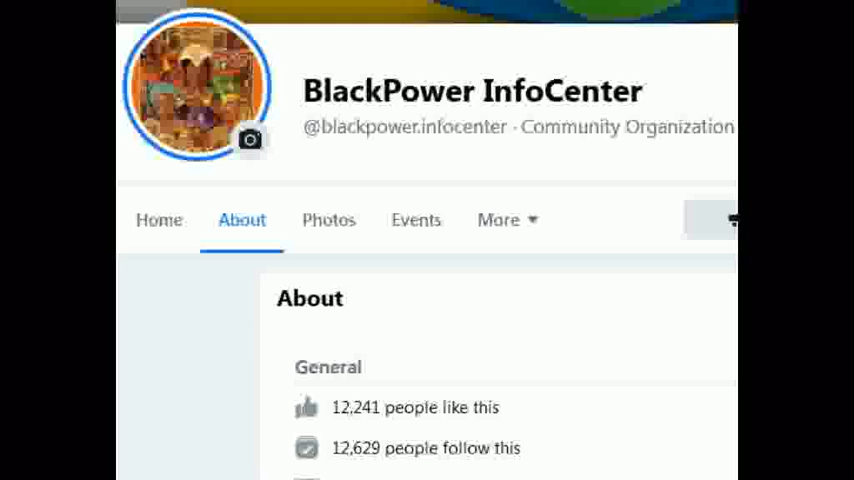 BlackPower InfoCenter
@blackpower.infocenter · Community Organization
Home About Photos Events More
About
General
12,241 people like this
12,629 people follow this